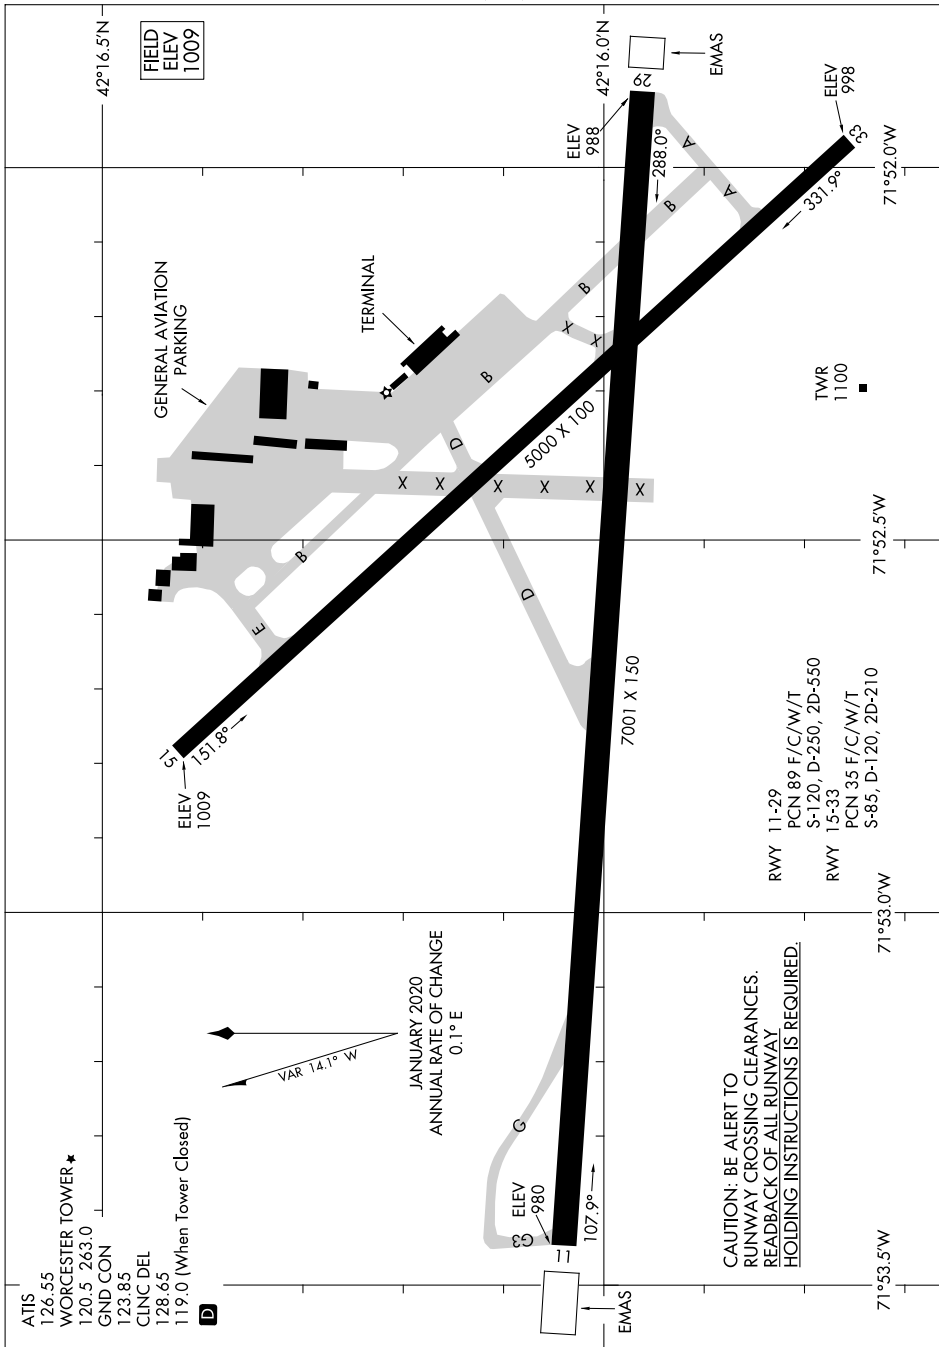 ATIS
126.55
WORCESTER TOWER
120.5 263.0
GND CON
123.85
CLNC DEL
128.65
119.0 (When Tower Closed)
D
FIELD
ELEV
1009
42°16.5'N
42°16.0'N
VAR 14.1° W
JANUARY 2020
ANNUAL RATE OF CHANGE
0.1° E
GENERAL AVIATION
PARKING
TERMINAL
ELEV
1009
15
151.8°
E
B
B
B
B
D
D
X
X
X
X
X
X
X
X
5000 X 100
7001 X 150
ELEV
988
29
288.0°
EMAS
A
A
ELEV
998
33
331.9°
TWR
1100
G
G3
ELEV
980
11
107.9°
EMAS
RWY 11-29
PCN 89 F/C/W/T
S-120, D-250, 2D-550
RWY 15-33
PCN 35 F/C/W/T
S-85, D-120, 2D-210
CAUTION: BE ALERT TO
RUNWAY CROSSING CLEARANCES.
READBACK OF ALL RUNWAY
HOLDING INSTRUCTIONS IS REQUIRED.
71°53.5'W
71°53.0'W
71°52.5'W
71°52.0'W